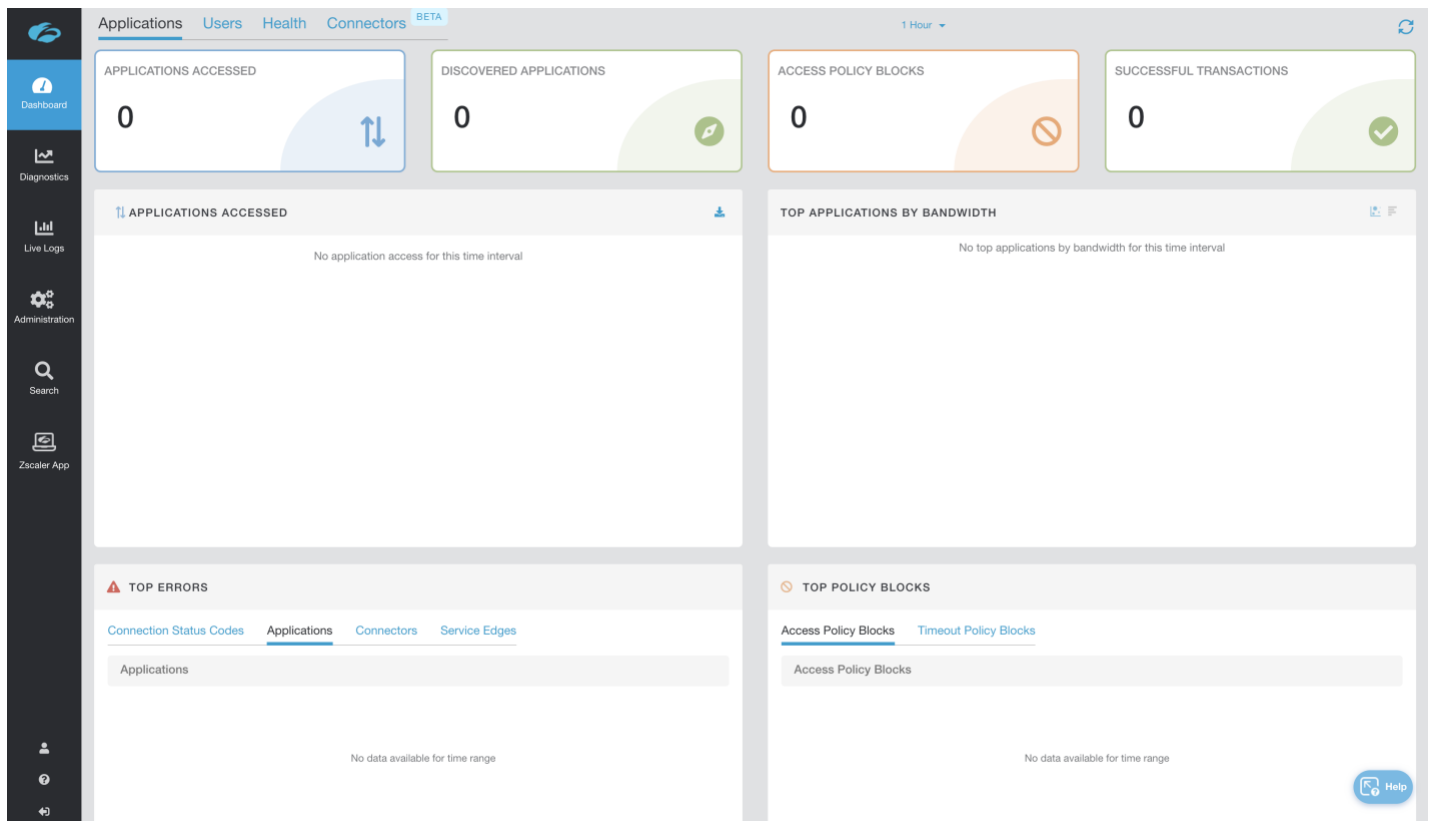 Applications Users Health Connectors BETA
1 Hour
Dashboard
Diagnostics
Live Logs
Administration
Search
Zscaler App
APPLICATIONS ACCESSED
0
DISCOVERED APPLICATIONS
0
ACCESS POLICY BLOCKS
0
SUCCESSFUL TRANSACTIONS
0
APPLICATIONS ACCESSED
No application access for this time interval
TOP APPLICATIONS BY BANDWIDTH
No top applications by bandwidth for this time interval
TOP ERRORS
Connection Status Codes Applications Connectors Service Edges
Applications
No data available for time range
TOP POLICY BLOCKS
Access Policy Blocks Timeout Policy Blocks
Access Policy Blocks
No data available for time range
Help